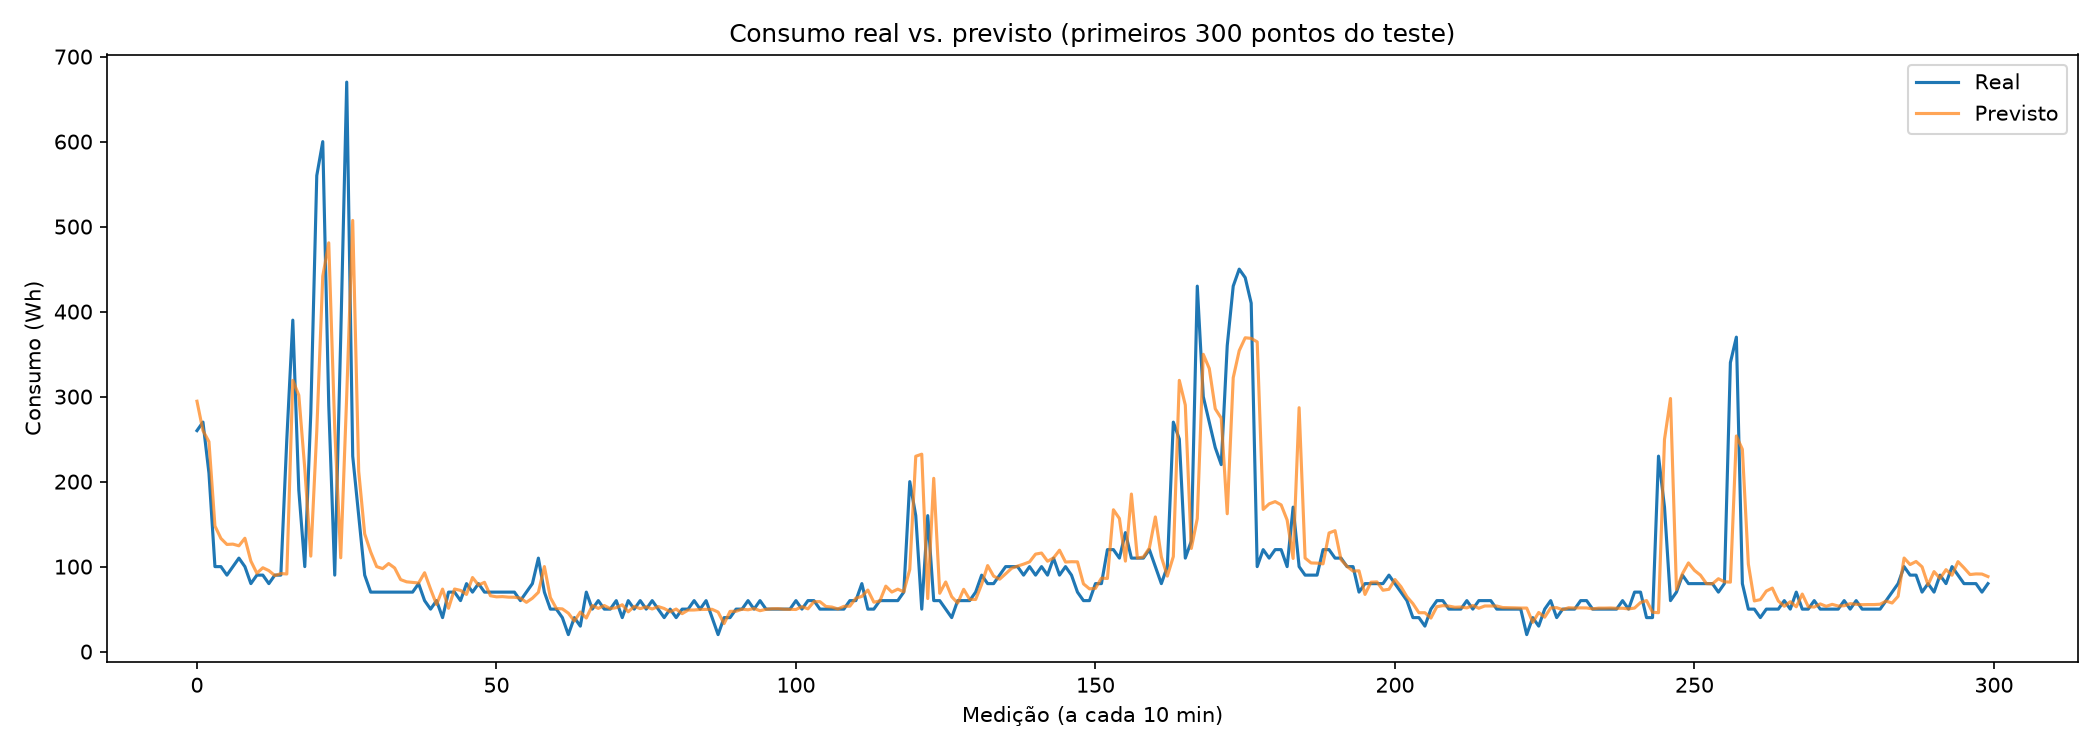 Consumo real vs. previsto (primeiros 300 pontos do teste)
Real
Previsto
Consumo (Wh)
700
600
500
400
300
200
100
0
0 50 100 150 200 250 300
Medição (a cada 10 min)